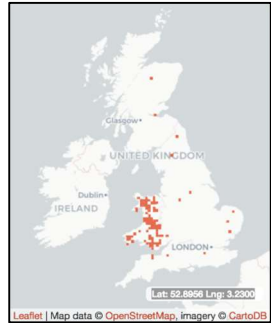 Glasgow
UNITED KINGDOM
Dublin
IRELAND
LONDON
Lat: 52.8956 Lng: 3.2300
Leaflet | Map data © OpenStreetMap, imagery © CartoDB